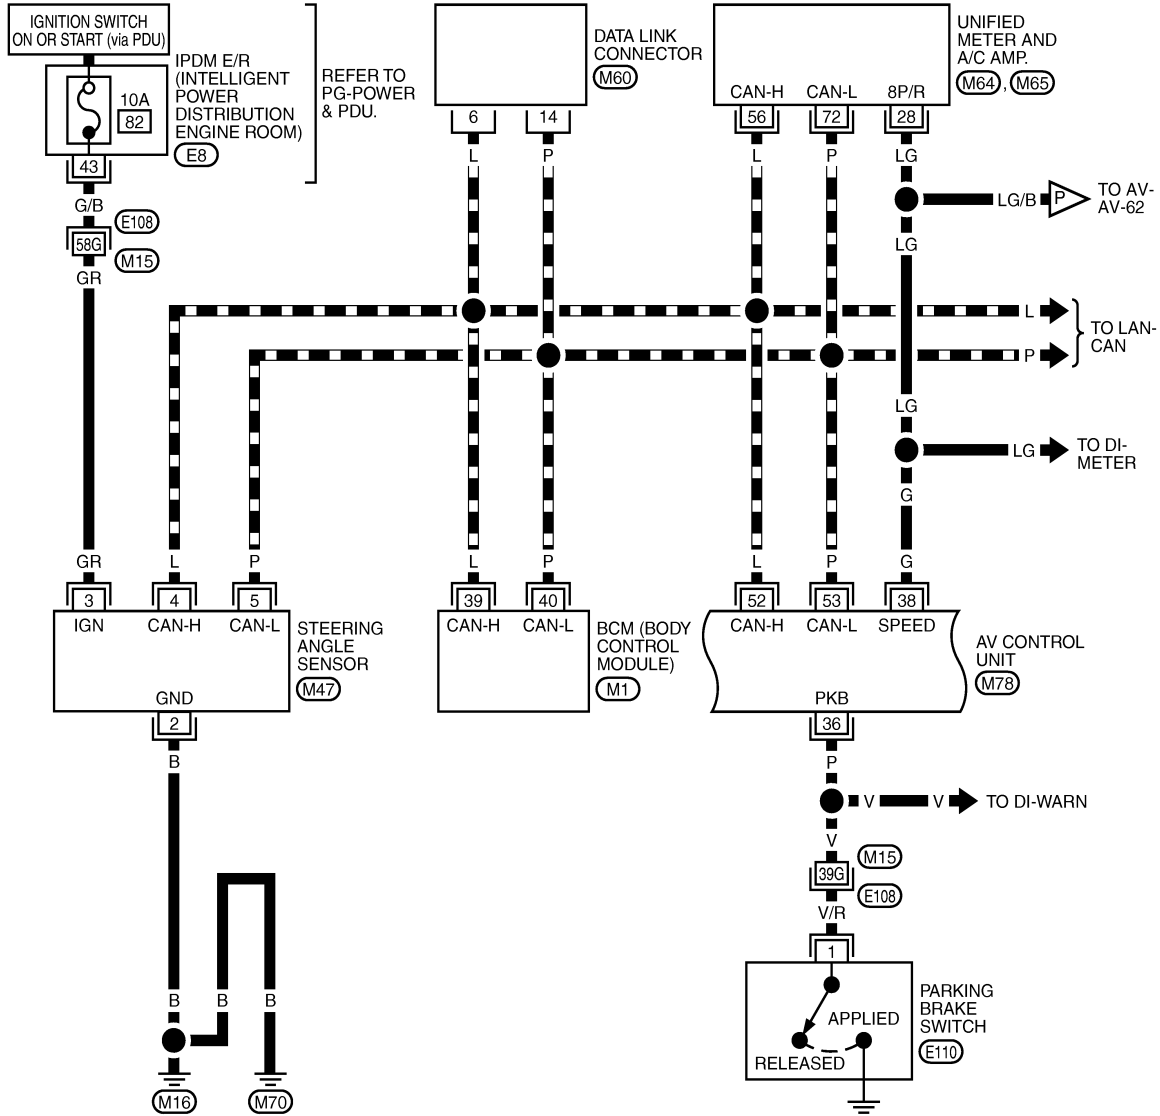 IGNITION SWITCH
ON OR START (via PDU)
10A
82
IPDM E/R
(INTELLIGENT
POWER
DISTRIBUTION
ENGINE ROOM)
E8
REFER TO
PG-POWER
& PDU.
43
G/B
E108
58G
M15
GR
DATA LINK
CONNECTOR
M60
6
14
L
P
UNIFIED
METER AND
A/C AMP.
M64 , M65
CAN-H
CAN-L
8P/R
56
72
28
L
P
LG
LG/B
P
TO AV-
AV-62
LG
L
P
TO LAN-
CAN
LG
LG
TO DI-
METER
G
GR
L
P
L
P
L
P
G
3
4
5
39
40
52
53
38
IGN
CAN-H
CAN-L
STEERING
ANGLE
SENSOR
M47
GND
2
CAN-H
CAN-L
BCM (BODY
CONTROL
MODULE)
M1
CAN-H
CAN-L
SPEED
AV CONTROL
UNIT
M78
PKB
36
B
P
V
V
TO DI-WARN
V
M15
39G
E108
V/R
1
PARKING
BRAKE
SWITCH
E110
APPLIED
RELEASED
B
B
B
M16
M70